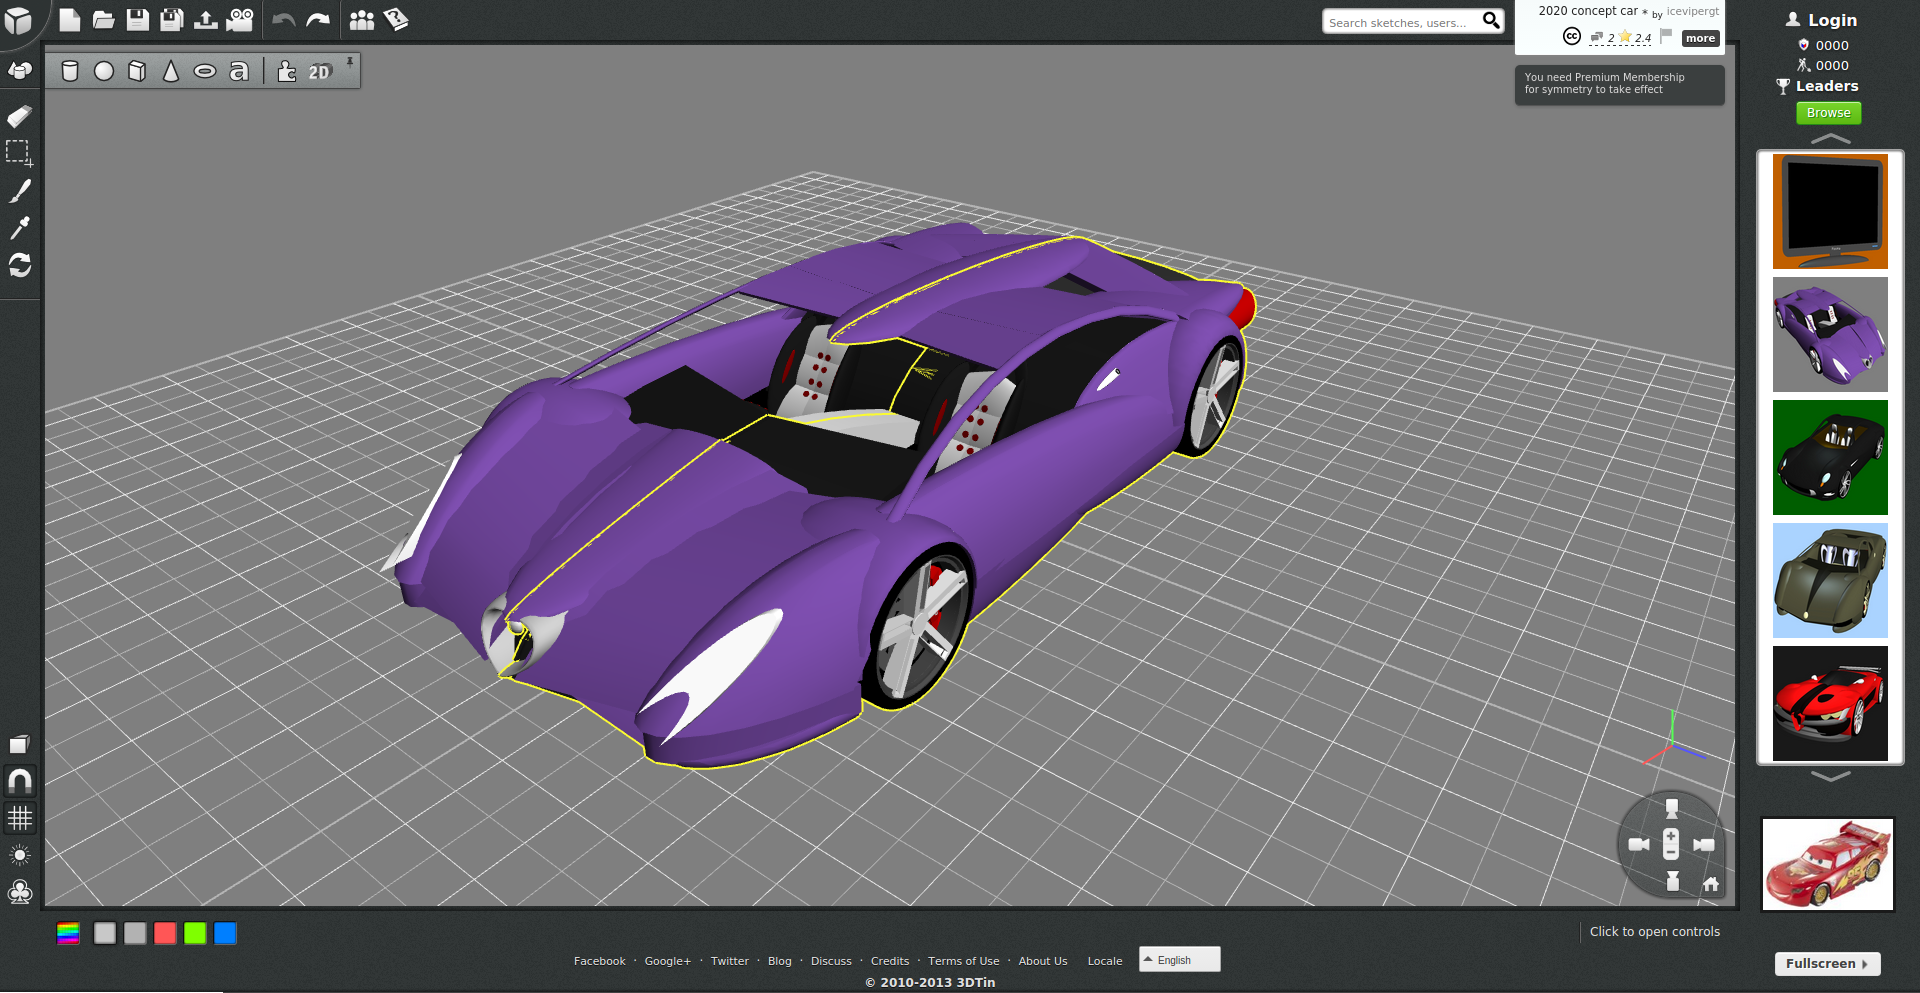 Search sketches, users...
2020 concept car * by icevipergt
cc 2 2.4 more
You need Premium Membership
for symmetry to take effect
Login
0000
0000
Leaders
Browse
a 2D
Click to open controls
Facebook · Google+ · Twitter · Blog · Discuss · Credits · Terms of Use · About Us Locale English
Fullscreen
© 2010-2013 3DTin